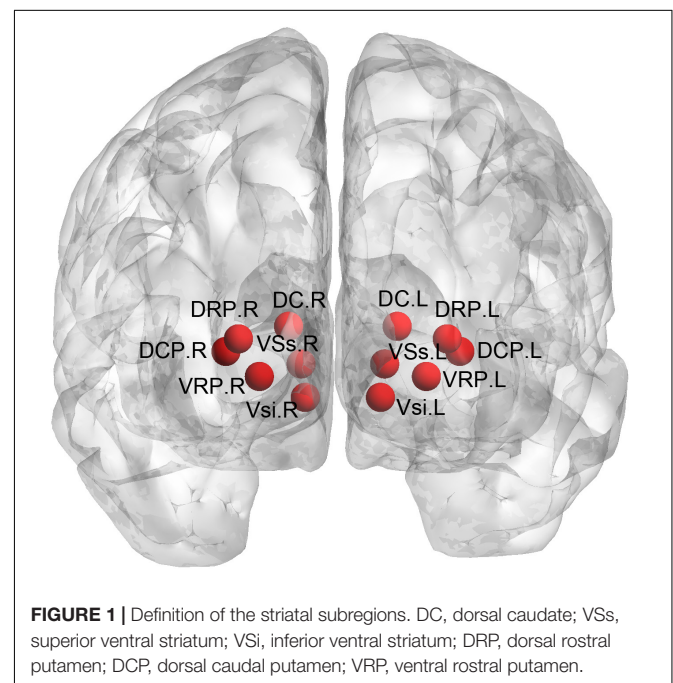 DRP.R DC.R DC.L DRP.L
DCP.R VSs.R VSs.L DCP.L
VRP.R VRP.L
Vsi.R Vsi.L
FIGURE 1 | Definition of the striatal subregions. DC, dorsal caudate; VSs,
superior ventral striatum; VSi, inferior ventral striatum; DRP, dorsal rostral
putamen; DCP, dorsal caudal putamen; VRP, ventral rostral putamen.